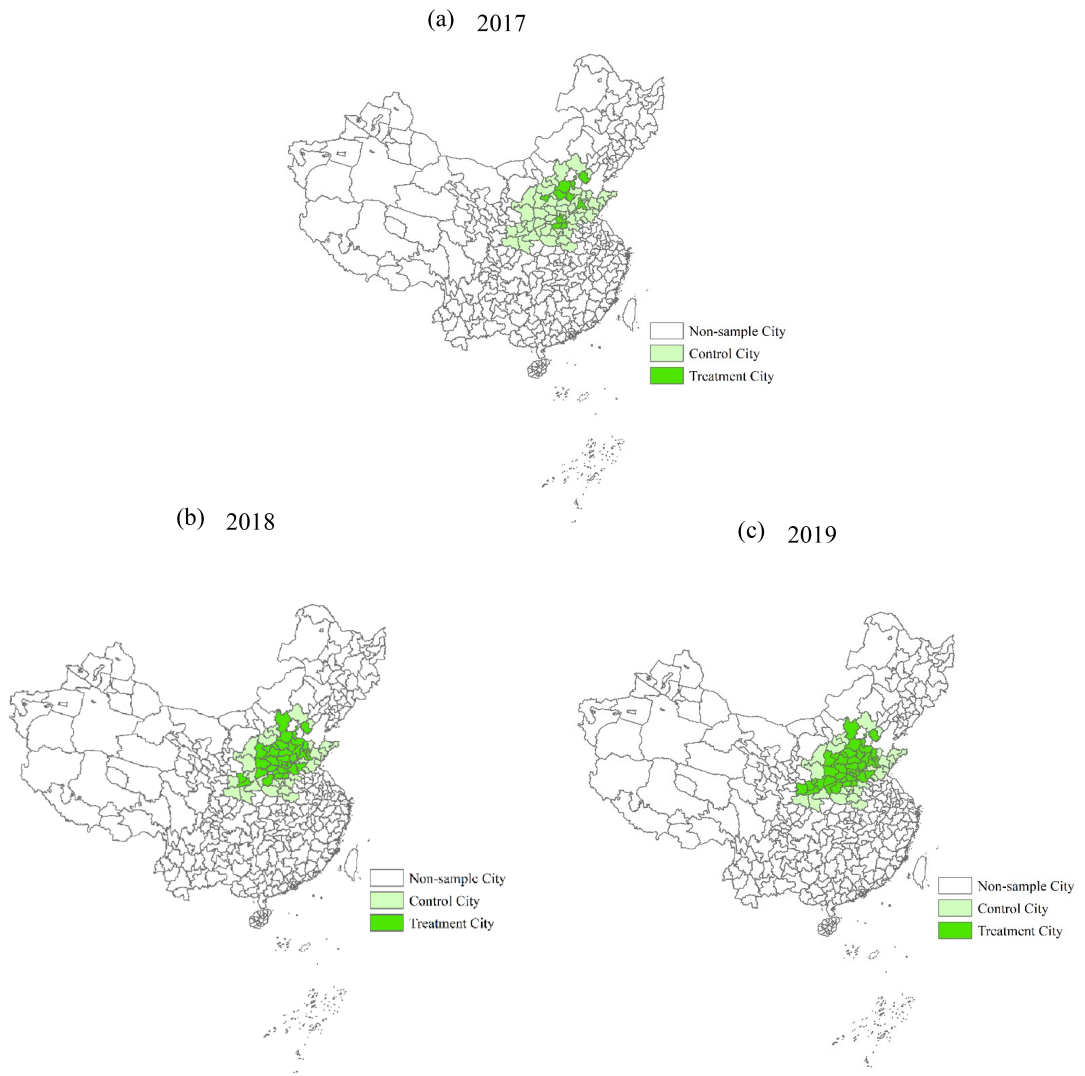 (a) 2017
Non-sample City
Control City
Treatment City
(b) 2018
(c) 2019
Non-sample City
Control City
Treatment City
Non-sample City
Control City
Treatment City